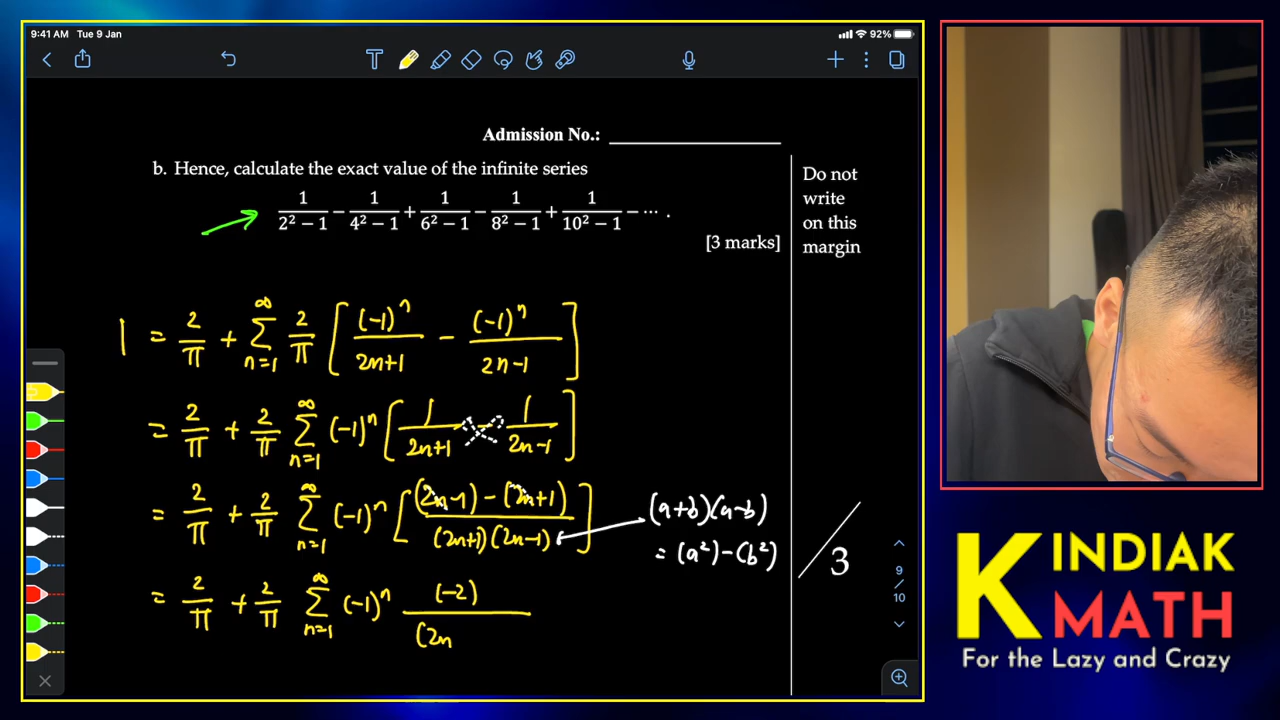 9:41 AM Tue 9 Jan
92%
Admission No.: ____________
b. Hence, calculate the exact value of the infinite series
1/(2² − 1) − 1/(4² − 1) + 1/(6² − 1) − 1/(8² − 1) + 1/(10² − 1) − ⋯ .
[3 marks]
Do not
write
on this
margin
1 = 2/π + ∑_{n=1}^{∞} 2/π [ (-1)^n/(2n+1) − (-1)^n/(2n-1) ]
= 2/π + 2/π ∑_{n=1}^{∞} (-1)^n [ 1/(2n+1) − 1/(2n-1) ]
= 2/π + 2/π ∑_{n=1}^{∞} (-1)^n [ ((2n-1) − (2n+1))/((2n+1)(2n-1)) ]
(a+b)(a-b)
= (a²)-(b²)
= 2/π + 2/π ∑_{n=1}^{∞} (-1)^n (-2)/(2n
/ 3
9
/
10
KINDIAK
MATH
For the Lazy and Crazy